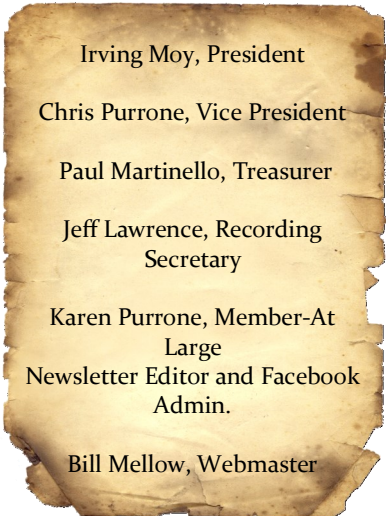 Irving Moy, President
Chris Purrone, Vice President
Paul Martinello, Treasurer
Jeff Lawrence, Recording
Secretary
Karen Purrone, Member-At
Large
Newsletter Editor and Facebook
Admin.
Bill Mellow, Webmaster